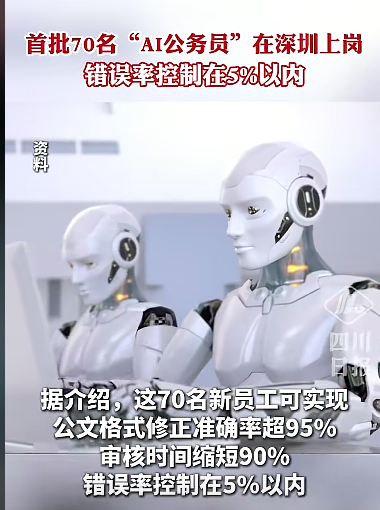 首批70名“AI公务员”在深圳上岗
错误率控制在5%以内
资料
四川
日报
据介绍，这70名新员工可实现
公文格式修正准确率超95%
审核时间缩短90%
错误率控制在5%以内